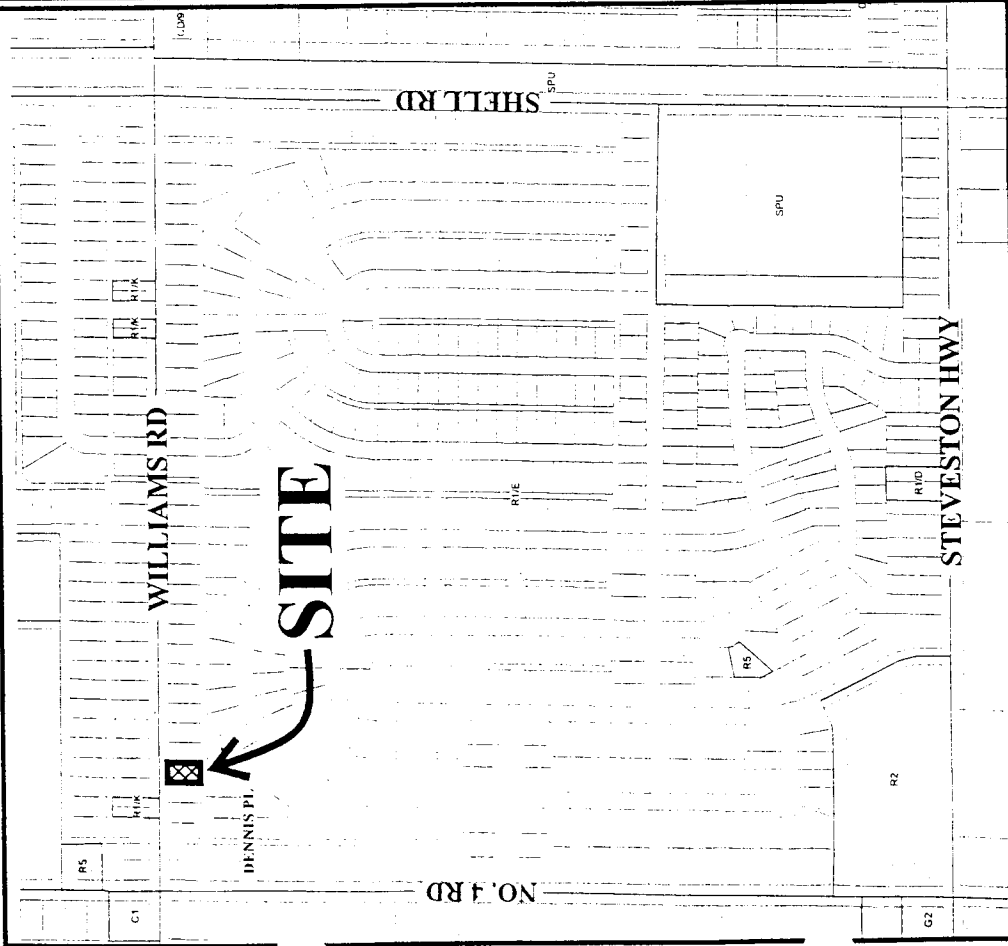 SHELL RD
SPU
SPU
R1/K
R1/K
WILLIAMS RD
SITE
R1/E
STEVESTON HWY
R1/D
R5
R1/K
DENNIS PL
R5
R2
NO. 4 RD
C1
G2